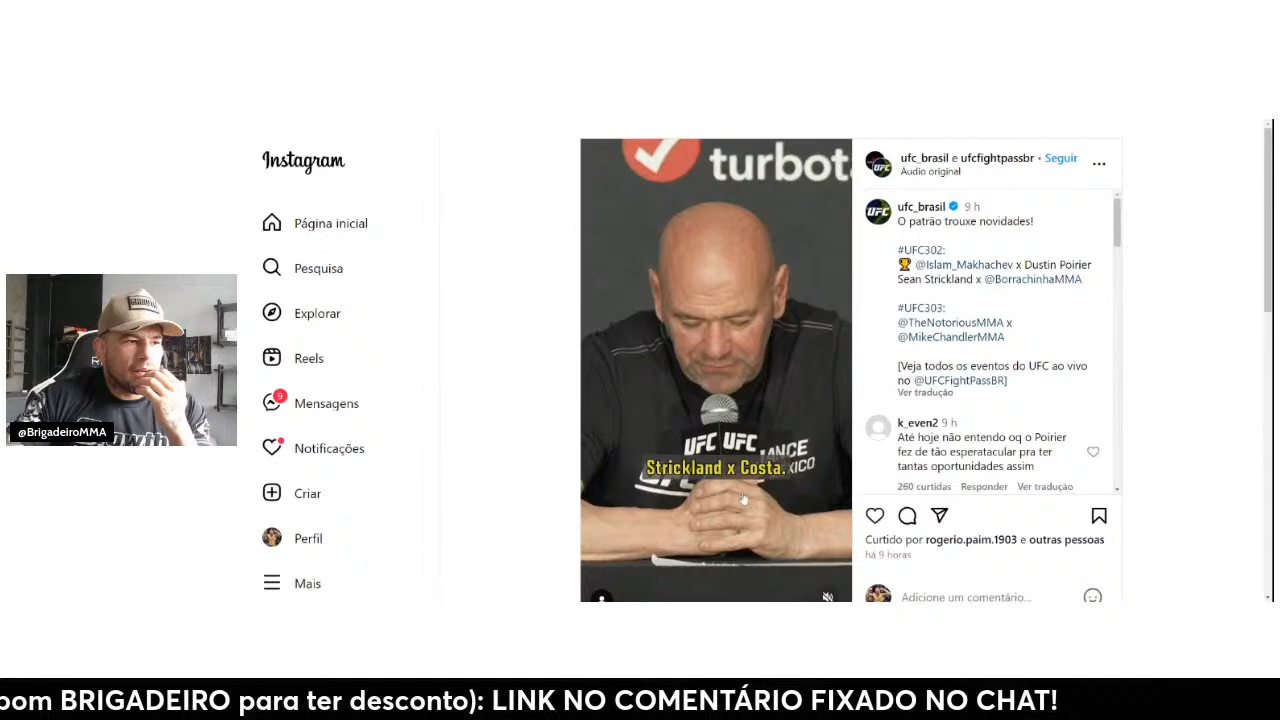 Instagram
Página inicial
Pesquisa
Explorar
Reels
9
Mensagens
Notificações
Criar
Perfil
Mais
@BrigadeiroMMA
turbot
UFC UFC
Strickland x Costa.
ufc_brasil e ufcfightpassbr • Seguir
Áudio original
ufc_brasil 9 h
O patrão trouxe novidades!
#UFC302:
🏆 @Islam_Makhachev x Dustin Poirier
Sean Strickland x @BorrachinhaMMA
#UFC303:
@TheNotoriousMMA x
@MikeChandlerMMA
[Veja todos os eventos do UFC ao vivo
no @UFCFightPassBR]
Ver tradução
k_even2 9 h
Até hoje não entendo oq o Poirier
fez de tão esperatacular pra ter
tantas oportunidades assim
260 curtidas Responder Ver tradução
Curtido por rogerio.paim.1903 e outras pessoas
há 9 horas
Adicione um comentário...
pom BRIGADEIRO para ter desconto): LINK NO COMENTÁRIO FIXADO NO CHAT!